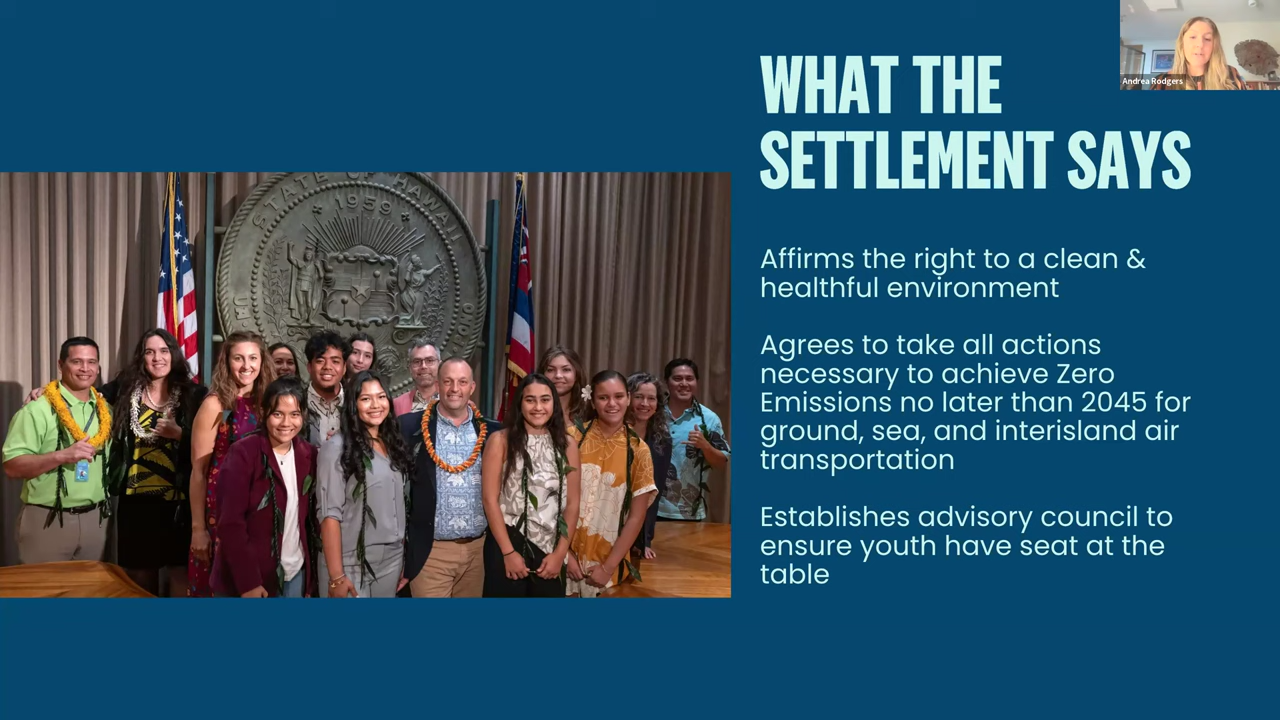 WHAT THE
SETTLEMENT SAYS
Andrea Rodgers
Affirms the right to a clean &
healthful environment
Agrees to take all actions
necessary to achieve Zero
Emissions no later than 2045 for
ground, sea, and interisland air
transportation
Establishes advisory council to
ensure youth have seat at the
table
STATE OF HAWAII
1959